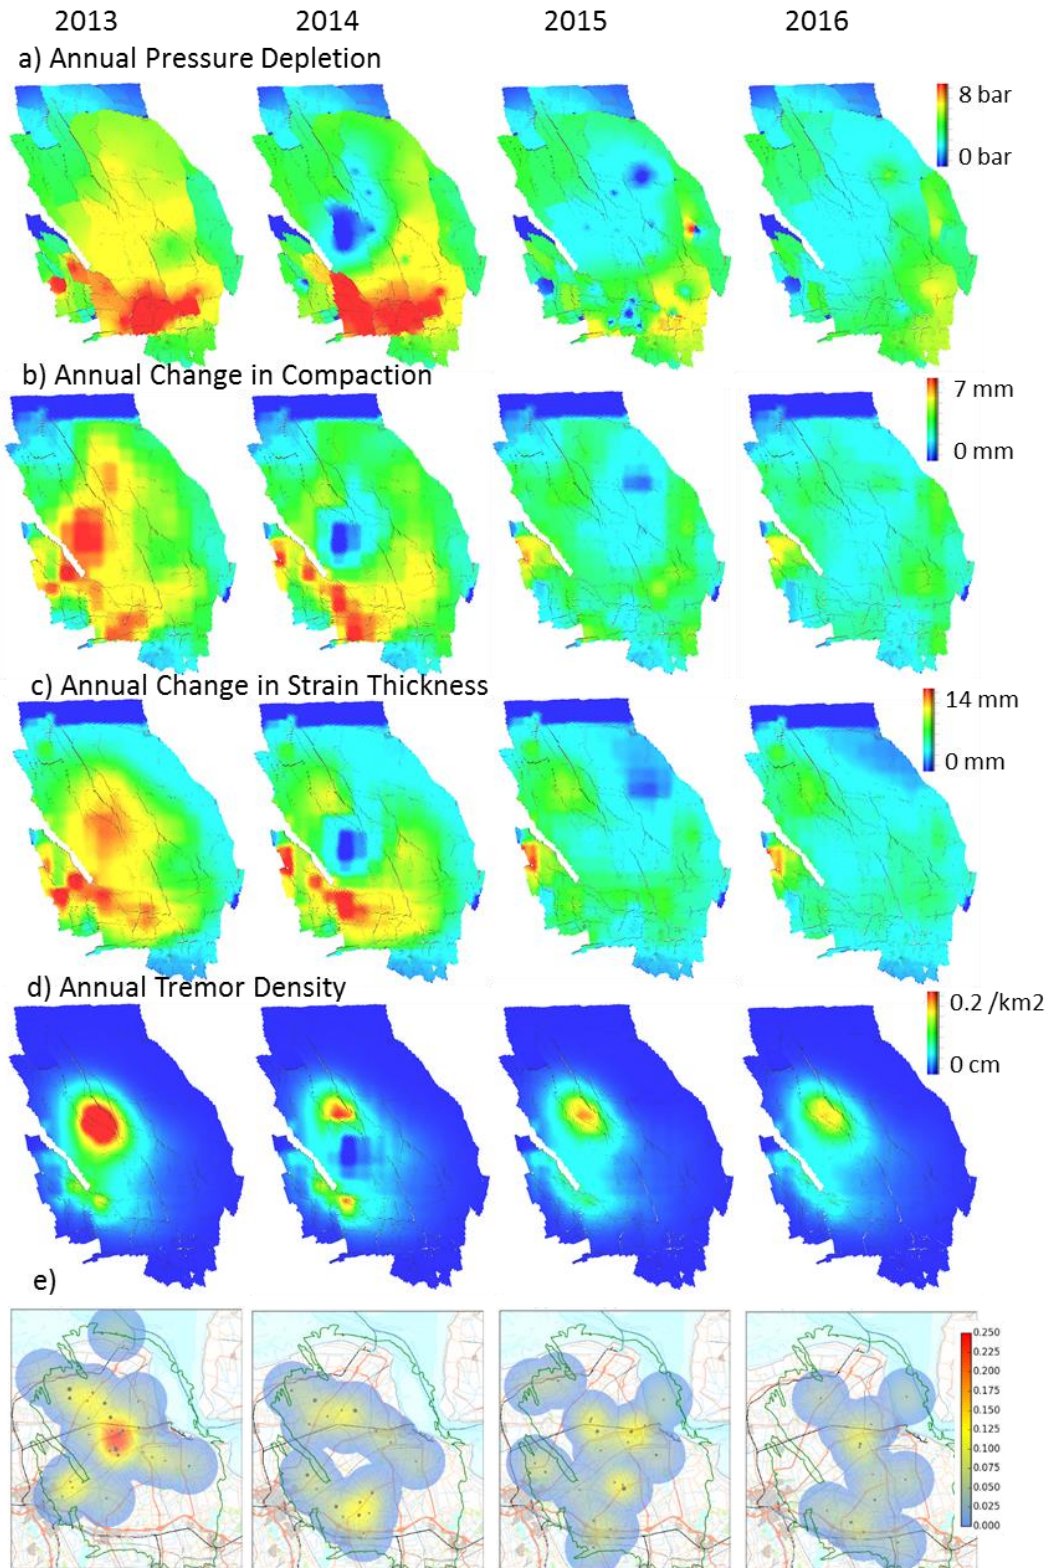 2013 2014 2015 2016
a) Annual Pressure Depletion
8 bar
0 bar
b) Annual Change in Compaction
7 mm
0 mm
c) Annual Change in Strain Thickness
14 mm
0 mm
d) Annual Tremor Density
0.2 /km2
0 cm
e)
0.250
0.225
0.200
0.175
0.150
0.125
0.100
0.075
0.050
0.025
0.000